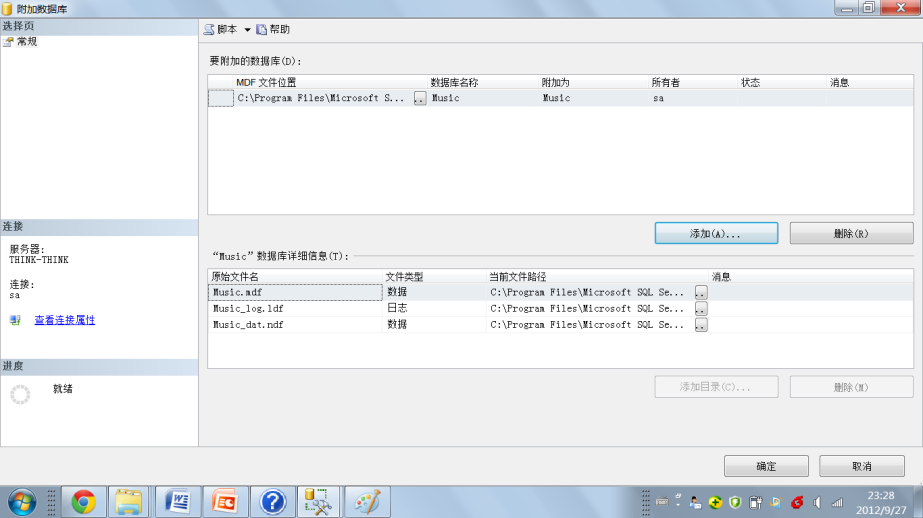 附加数据库
选择页
常规
脚本 帮助
要附加的数据库(D):
MDF 文件位置 数据库名称 附加为 所有者 状态 消息
C:\Program Files\Microsoft S... .. Music Music sa
添加(A)... 删除(R)
连接
服务器:
THINK-THINK
连接:
sa
查看连接属性
“Music”数据库详细信息(T):
原始文件名 文件类型 当前文件路径 消息
Music.mdf 数据 C:\Program Files\Microsoft SQL Se... ..
Music_log.ldf 日志 C:\Program Files\Microsoft SQL Se... ..
Music_dat.ndf 数据 C:\Program Files\Microsoft SQL Se... ..
进度
就绪
添加目录(C)... 删除(M)
确定 取消
23:28
2012/9/27